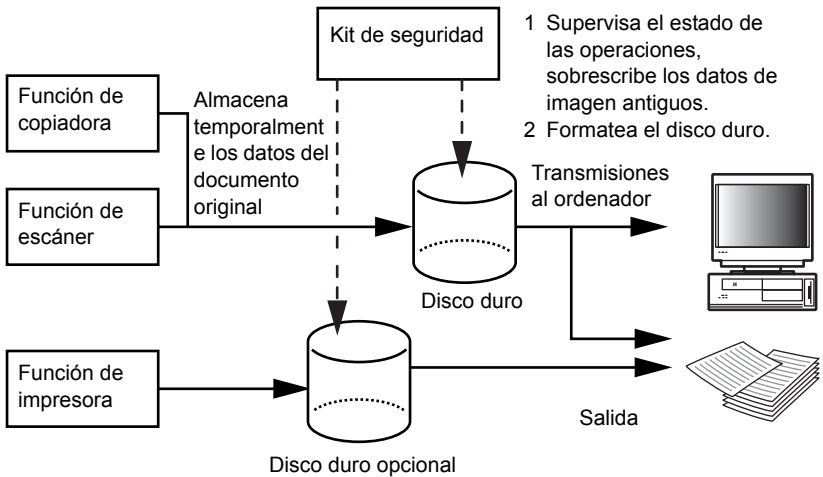 Kit de seguridad
1 Supervisa el estado de
las operaciones,
sobrescribe los datos de
imagen antiguos.
2 Formatea el disco duro.
Función de
copiadora
Almacena
temporalment
e los datos del
documento
original
Función de
escáner
Transmisiones
al ordenador
Disco duro
Función de
impresora
Salida
Disco duro opcional